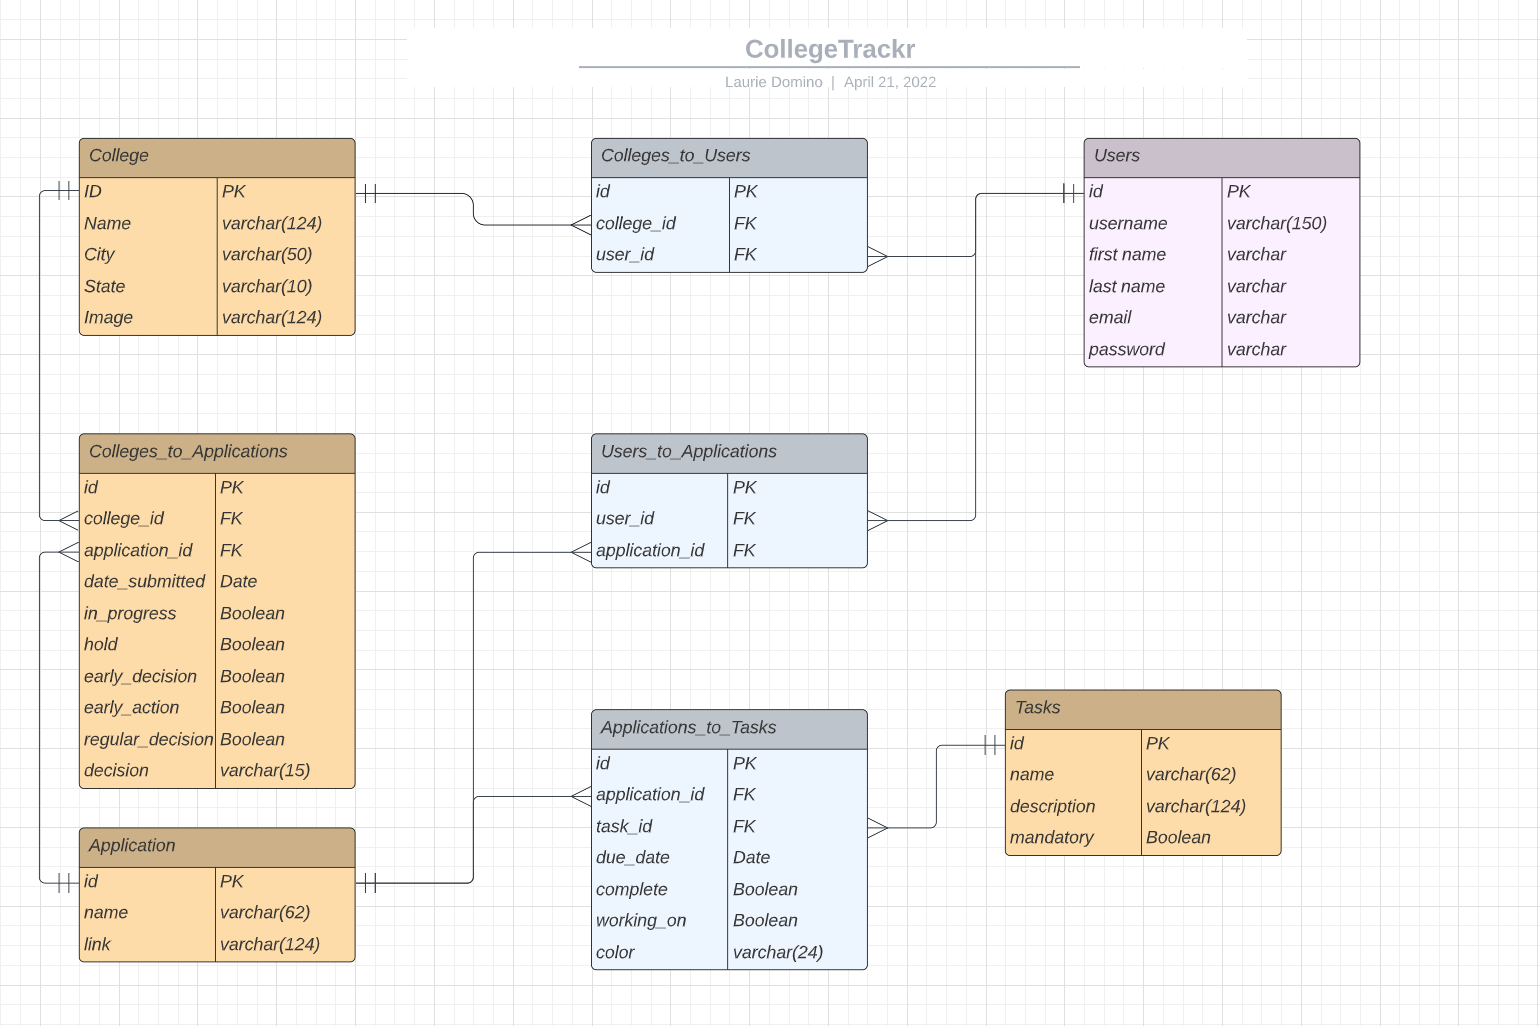 CollegeTrackr
Laurie Domino | April 21, 2022
College
ID PK
Name varchar(124)
City varchar(50)
State varchar(10)
Image varchar(124)
Colleges_to_Users
id PK
college_id FK
user_id FK
Users
id PK
username varchar(150)
first name varchar
last name varchar
email varchar
password varchar
Colleges_to_Applications
id PK
college_id FK
application_id FK
date_submitted Date
in_progress Boolean
hold Boolean
early_decision Boolean
early_action Boolean
regular_decision Boolean
decision varchar(15)
Users_to_Applications
id PK
user_id FK
application_id FK
Application
id PK
name varchar(62)
link varchar(124)
Applications_to_Tasks
id PK
application_id FK
task_id FK
due_date Date
complete Boolean
working_on Boolean
color varchar(24)
Tasks
id PK
name varchar(62)
description varchar(124)
mandatory Boolean